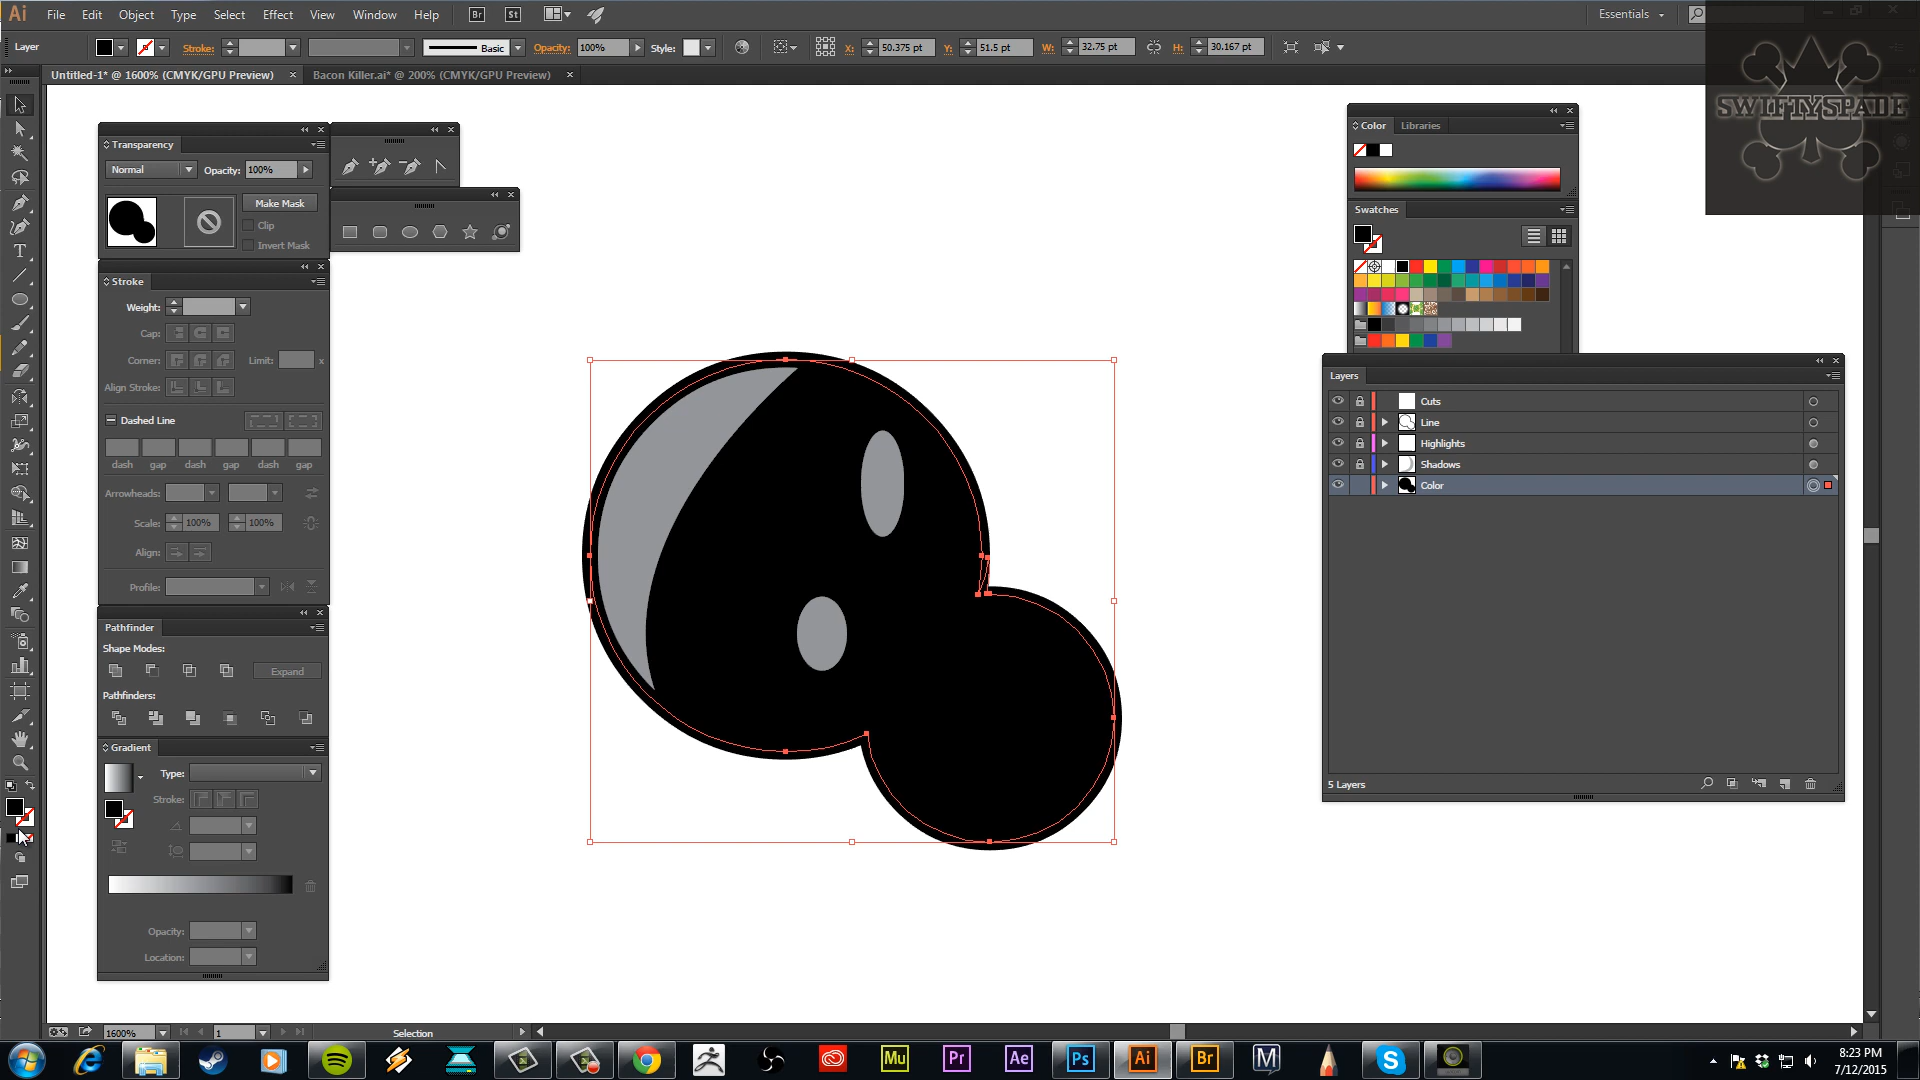 Ai File Edit Object Type Select Effect View Window Help Br St Essentials
Layer Stroke: Basic Opacity: 100% Style: X: 50.375 pt Y: 51.5 pt W: 32.75 pt H: 30.167 pt
Untitled-1* @ 1600% (CMYK/GPU Preview) × Bacon Killer.ai* @ 200% (CMYK/GPU Preview) ×
SWIFTYSPADE
Transparency
Normal Opacity: 100%
Make Mask
Clip
Invert Mask
Stroke
Weight:
Cap:
Corner: Limit: x
Align Stroke:
Dashed Line
dash gap dash gap dash gap
Arrowheads:
Scale: 100% 100%
Align:
Profile:
Pathfinder
Shape Modes:
Expand
Pathfinders:
Gradient
Type:
Stroke:
Opacity:
Location:
Color Libraries
Swatches
Layers
Cuts
Line
Highlights
Shadows
Color
5 Layers
1600% 1 Selection
Mu Pr Ae Ps Ai Br M S
8:23 PM
7/12/2015